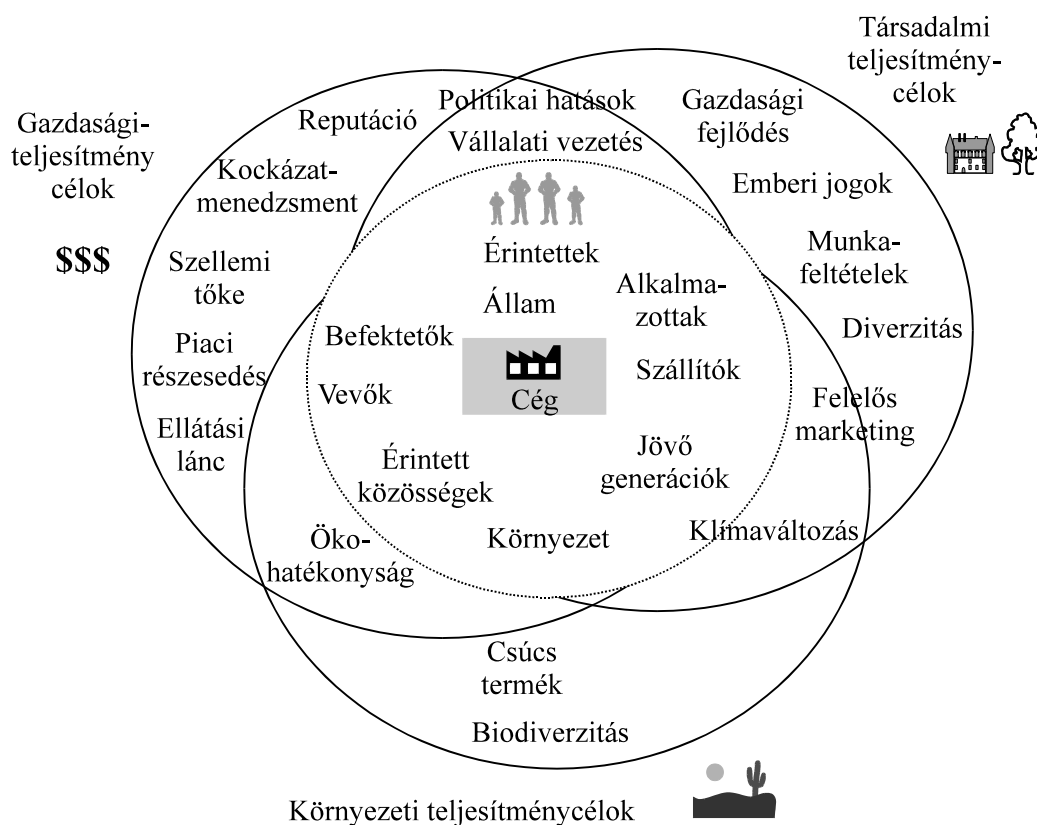 Társadalmi
teljesítmény-
célok
Gazdasági-
teljesítmény
célok
$$$
Reputáció
Kockázat-
menedzsment
Szellemi
tőke
Piaci
részesedés
Ellátási
lánc
Politikai hatások
Vállalati vezetés
Gazdasági
fejlődés
Emberi jogok
Munka-
feltételek
Diverzitás
Felelős
marketing
Érintettek
Állam
Alkalma-
zottak
Befektetők
Szállítók
Vevők
Cég
Érintett
közösségek
Jövő
generációk
Környezet
Öko-
hatékonyság
Klímaváltozás
Csúcs
termék
Biodiverzitás
Környezeti teljesítménycélok